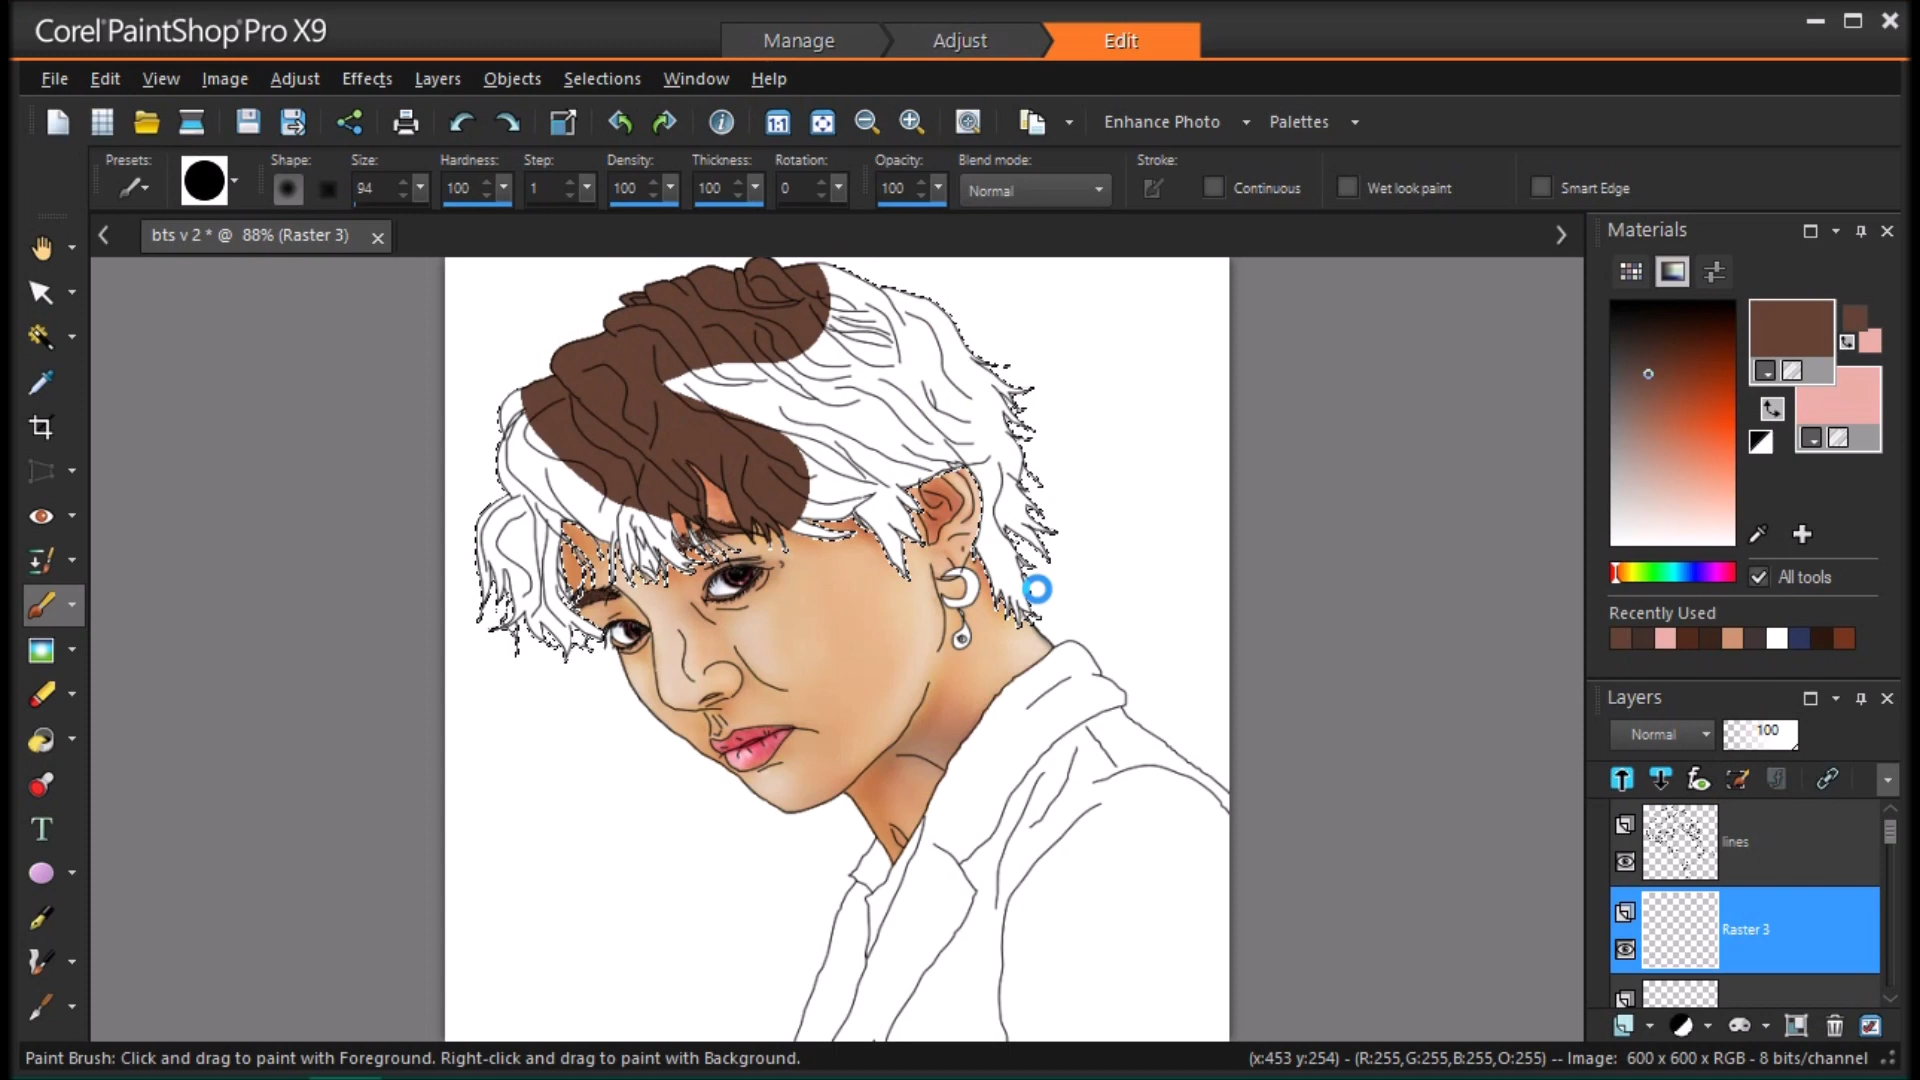 Corel PaintShop Pro X9
Manage Adjust Edit
File Edit View Image Adjust Effects Layers Objects Selections Window Help
1:1 Enhance Photo Palettes
Presets: Shape: Size: Hardness: Step: Density: Thickness: Rotation: Opacity: Blend mode: Stroke:
94 100 1 100 100 0 100 Normal Continuous Wet look paint Smart Edge
bts v 2 * @ 88% (Raster 3)
Materials
All tools
Recently Used
Layers
Normal 100
lines
Raster 3
T
Paint Brush: Click and drag to paint with Foreground. Right-click and drag to paint with Background.
(x:453 y:254) - (R:255,G:255,B:255,O:255) -- Image: 600 x 600 x RGB - 8 bits/channel